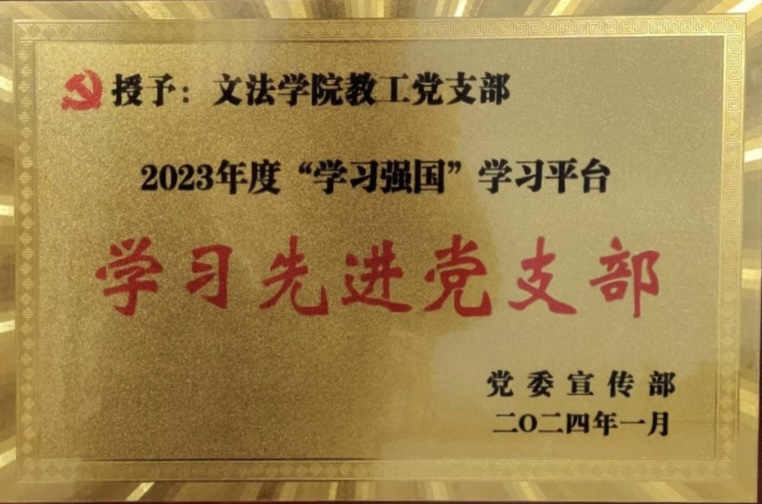 授予：文法学院教工党支部
2023年度“学习强国”学习平台
学习先进党支部
党委宣传部
二〇二四年一月